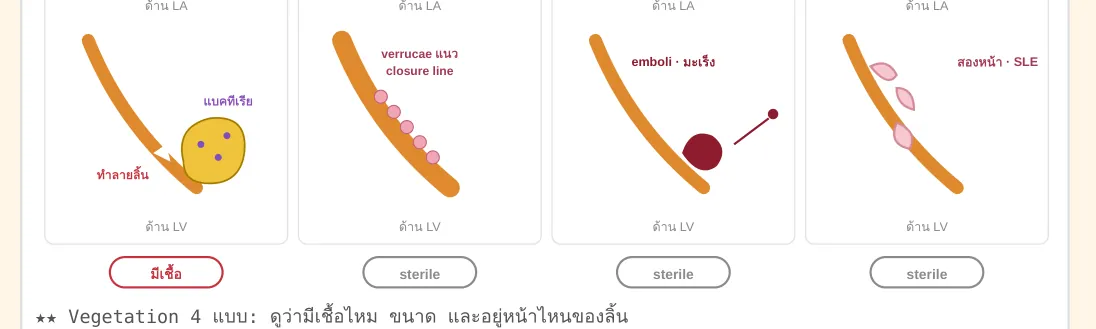 ด้าน LA
ด้าน LA
ด้าน LA
ด้าน LA
แบคทีเรีย
ทำลายลิ้น
ด้าน LV
verrucae แนว
closure line
ด้าน LV
emboli · มะเร็ง
ด้าน LV
สองหน้า · SLE
ด้าน LV
มีเชื้อ
sterile
sterile
sterile
★★ Vegetation 4 แบบ: ดูว่ามีเชื้อไหม ขนาด และอยู่หน้าไหนของลิ้น